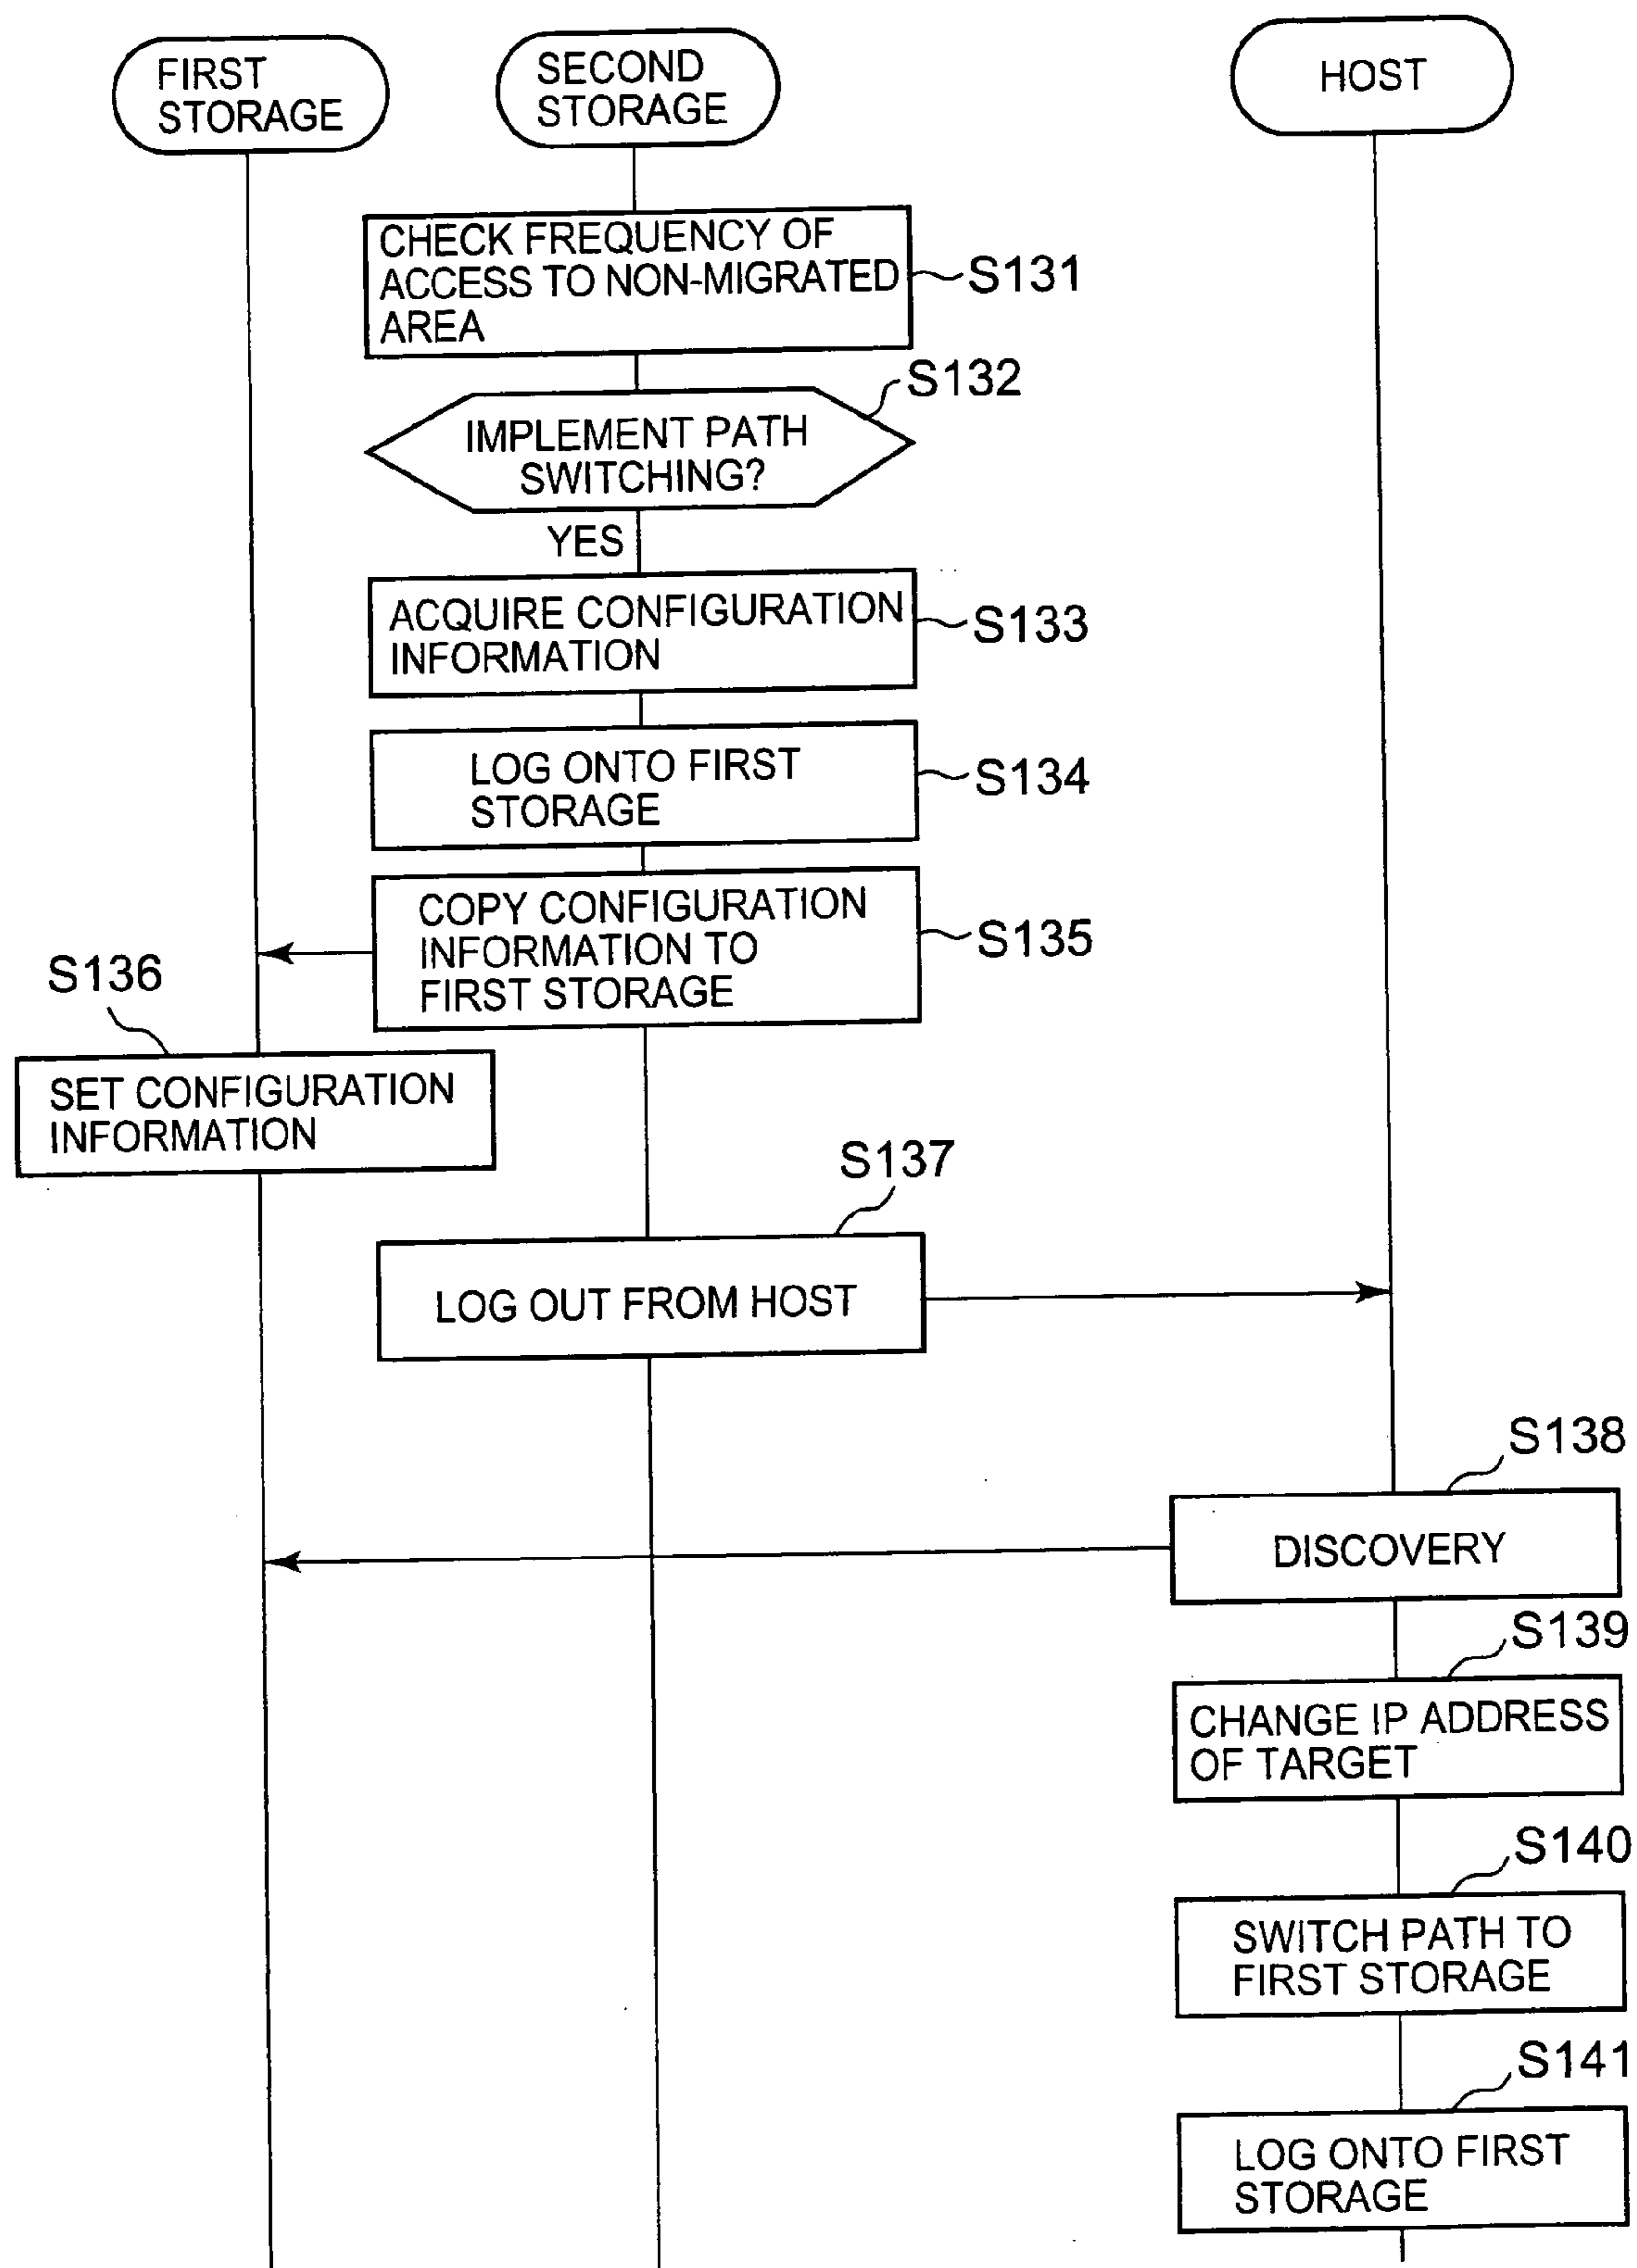 FIRST
STORAGE
SECOND
STORAGE
HOST
CHECK FREQUENCY OF
ACCESS TO NON-MIGRATED
AREA
S131
S132
IMPLEMENT PATH
SWITCHING?
YES
ACQUIRE CONFIGURATION
INFORMATION
S133
LOG ONTO FIRST
STORAGE
S134
COPY CONFIGURATION
INFORMATION TO
FIRST STORAGE
S135
S136
SET CONFIGURATION
INFORMATION
S137
LOG OUT FROM HOST
S138
DISCOVERY
S139
CHANGE IP ADDRESS
OF TARGET
S140
SWITCH PATH TO
FIRST STORAGE
S141
LOG ONTO FIRST
STORAGE